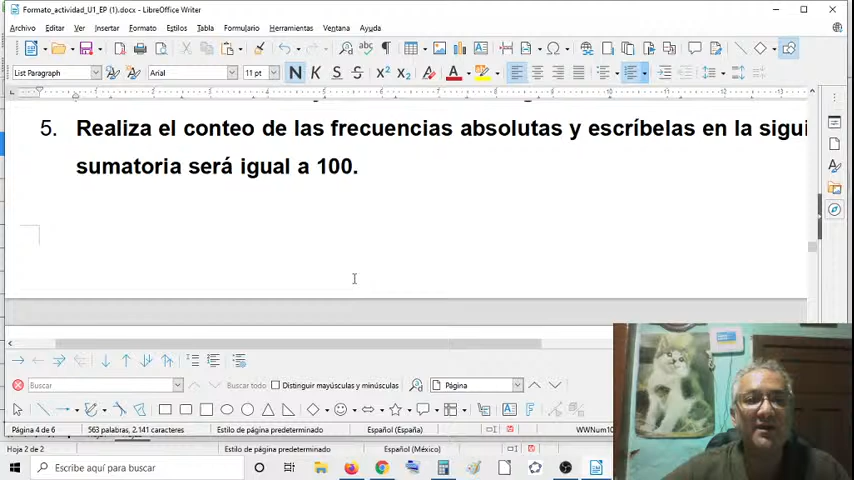 Formato_actividad_U1_EP (1).docx - LibreOffice Writer
Archivo Editar Ver Insertar Formato Estilos Tabla Formulario Herramientas Ventana Ayuda
List Paragraph Arial 11 pt N K S
5. Realiza el conteo de las frecuencias absolutas y escríbelas en la sigui
sumatoria será igual a 100.
Buscar Buscar todo Distinguir mayúsculas y minúsculas Página
Página 4 de 6 563 palabras, 2.141 caracteres Estilo de página predeterminado Español (España)
Hoja 2 de 2 Estilo de página predeterminado Español (México)
Escribe aquí para buscar